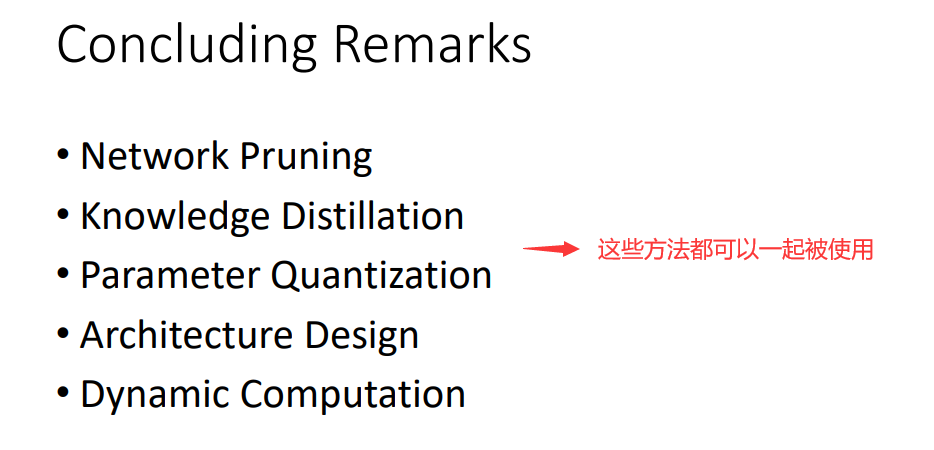 Concluding Remarks
• Network Pruning
• Knowledge Distillation
• Parameter Quantization
• Architecture Design
• Dynamic Computation
这些方法都可以一起被使用